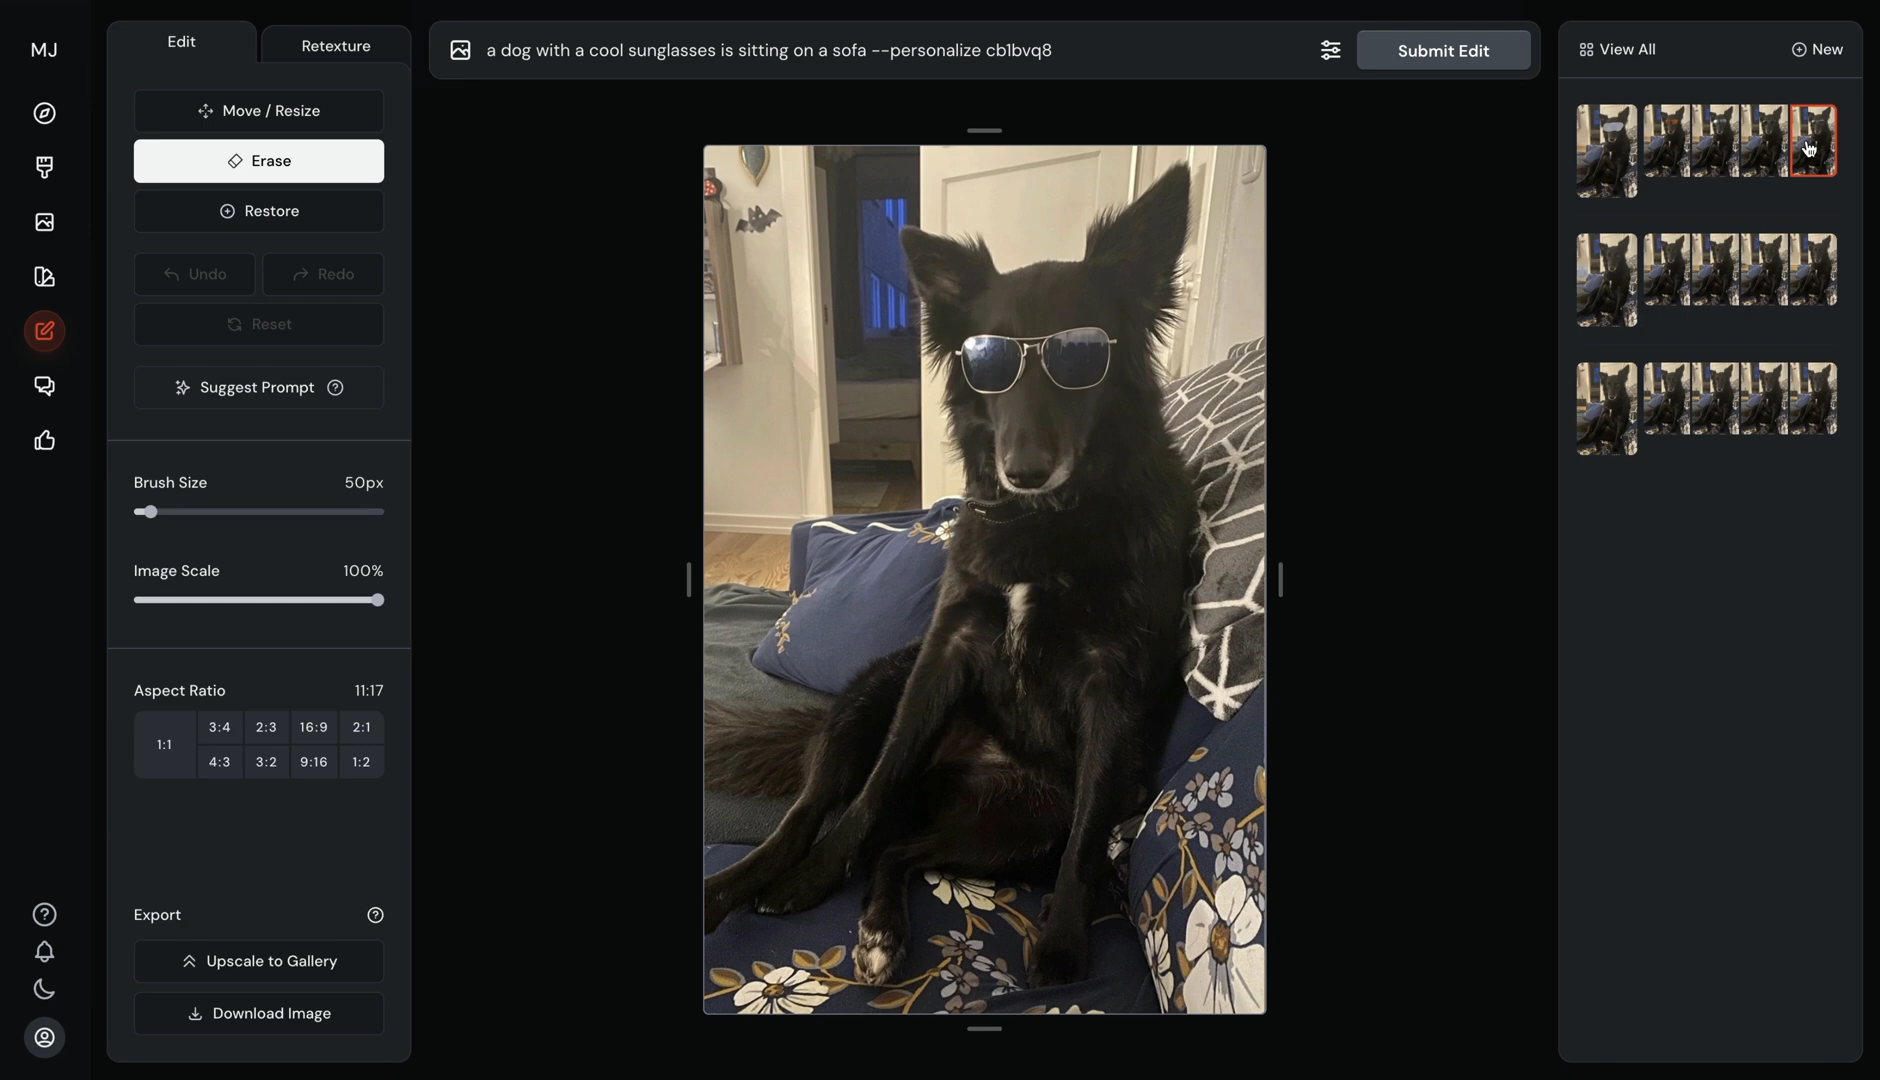 MJ
Edit
Retexture
a dog with a cool sunglasses is sitting on a sofa --personalize cb1bvq8
Submit Edit
View All
New
Move / Resize
Erase
Restore
Undo
Redo
Reset
Suggest Prompt
Brush Size
50px
Image Scale
100%
Aspect Ratio
11:17
1:1
3:4
2:3
16:9
2:1
4:3
3:2
9:16
1:2
Export
Upscale to Gallery
Download Image